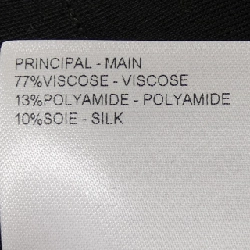 PRINCIPAL - MAIN
77%VISCOSE - VISCOSE
13%POLYAMIDE - POLYAMIDE
10%SOIE - SILK